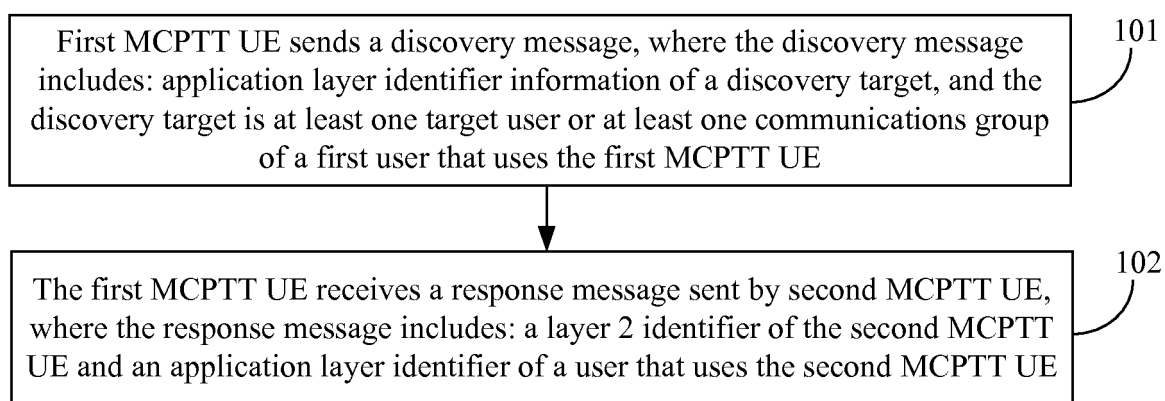 First MCPTT UE sends a discovery message, where the discovery message
includes: application layer identifier information of a discovery target, and the
discovery target is at least one target user or at least one communications group
of a first user that uses the first MCPTT UE
101
The first MCPTT UE receives a response message sent by second MCPTT UE,
where the response message includes: a layer 2 identifier of the second MCPTT
UE and an application layer identifier of a user that uses the second MCPTT UE
102